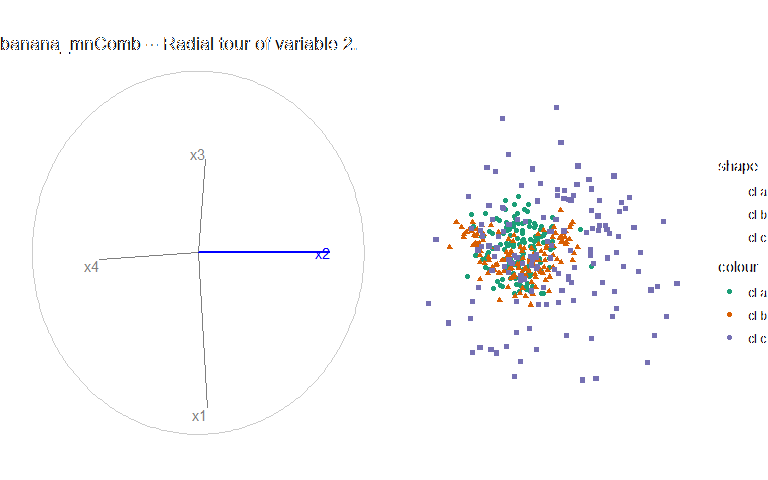 banana_mnComb --- Radial tour of variable 2.
x3
x2
x4
x1
shape
cl a
cl b
cl c
colour
cl a
cl b
cl c